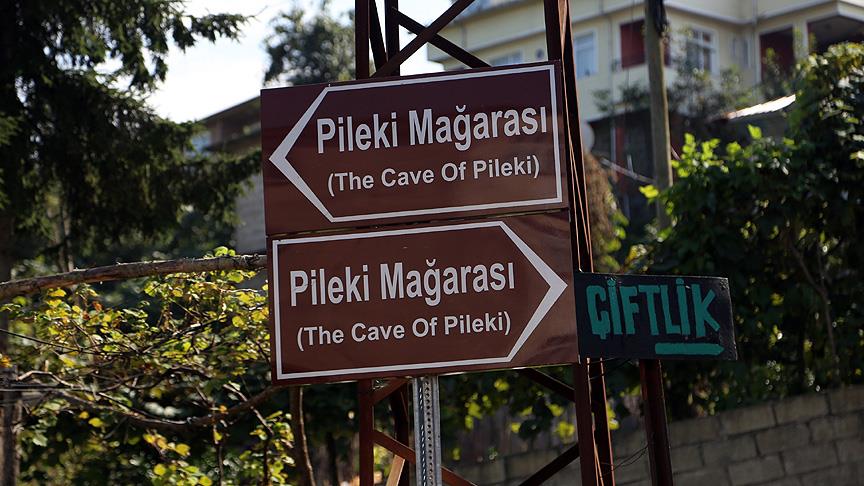 Pileki Mağarası
(The Cave Of Pileki)
Pileki Mağarası
(The Cave Of Pileki)
ÇİFTLİK